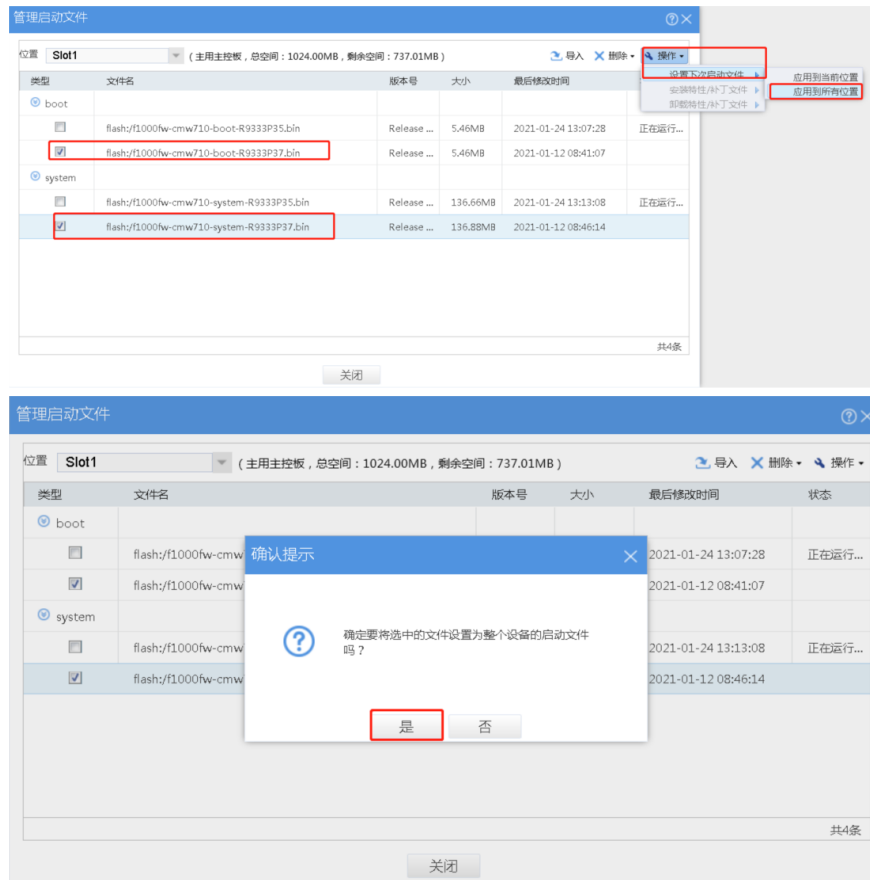 管理启动文件
位置 Slot1 ( 主用主控板 , 总空间 : 1024.00MB , 剩余空间 : 737.01MB ) 导入 删除 操作
设置下次启动文件 应用到当前位置
类型 文件名 版本号 大小 最后修改时间
安装特性/补丁文件 应用到所有位置
卸载特性/补丁文件
boot
flash:/f1000fw-cmw710-boot-R9333P35.bin Release ... 5.46MB 2021-01-24 13:07:28 正在运行...
flash:/f1000fw-cmw710-boot-R9333P37.bin Release ... 5.46MB 2021-01-12 08:41:07
system
flash:/f1000fw-cmw710-system-R9333P35.bin Release ... 136.66MB 2021-01-24 13:13:08 正在运行...
flash:/f1000fw-cmw710-system-R9333P37.bin Release ... 136.88MB 2021-01-12 08:46:14
共4条
关闭
管理启动文件
位置 Slot1 ( 主用主控板 , 总空间 : 1024.00MB , 剩余空间 : 737.01MB ) 导入 删除 操作
类型 文件名 版本号 大小 最后修改时间 状态
boot
flash:/f1000fw-cmw 2021-01-24 13:07:28 正在运行...
确认提示
flash:/f1000fw-cmw 2021-01-12 08:41:07
system
确定要将选中的文件设置为整个设备的启动文件
吗 ?
flash:/f1000fw-cmw 2021-01-24 13:13:08 正在运行...
flash:/f1000fw-cmw 2021-01-12 08:46:14
是 否
共4条
关闭